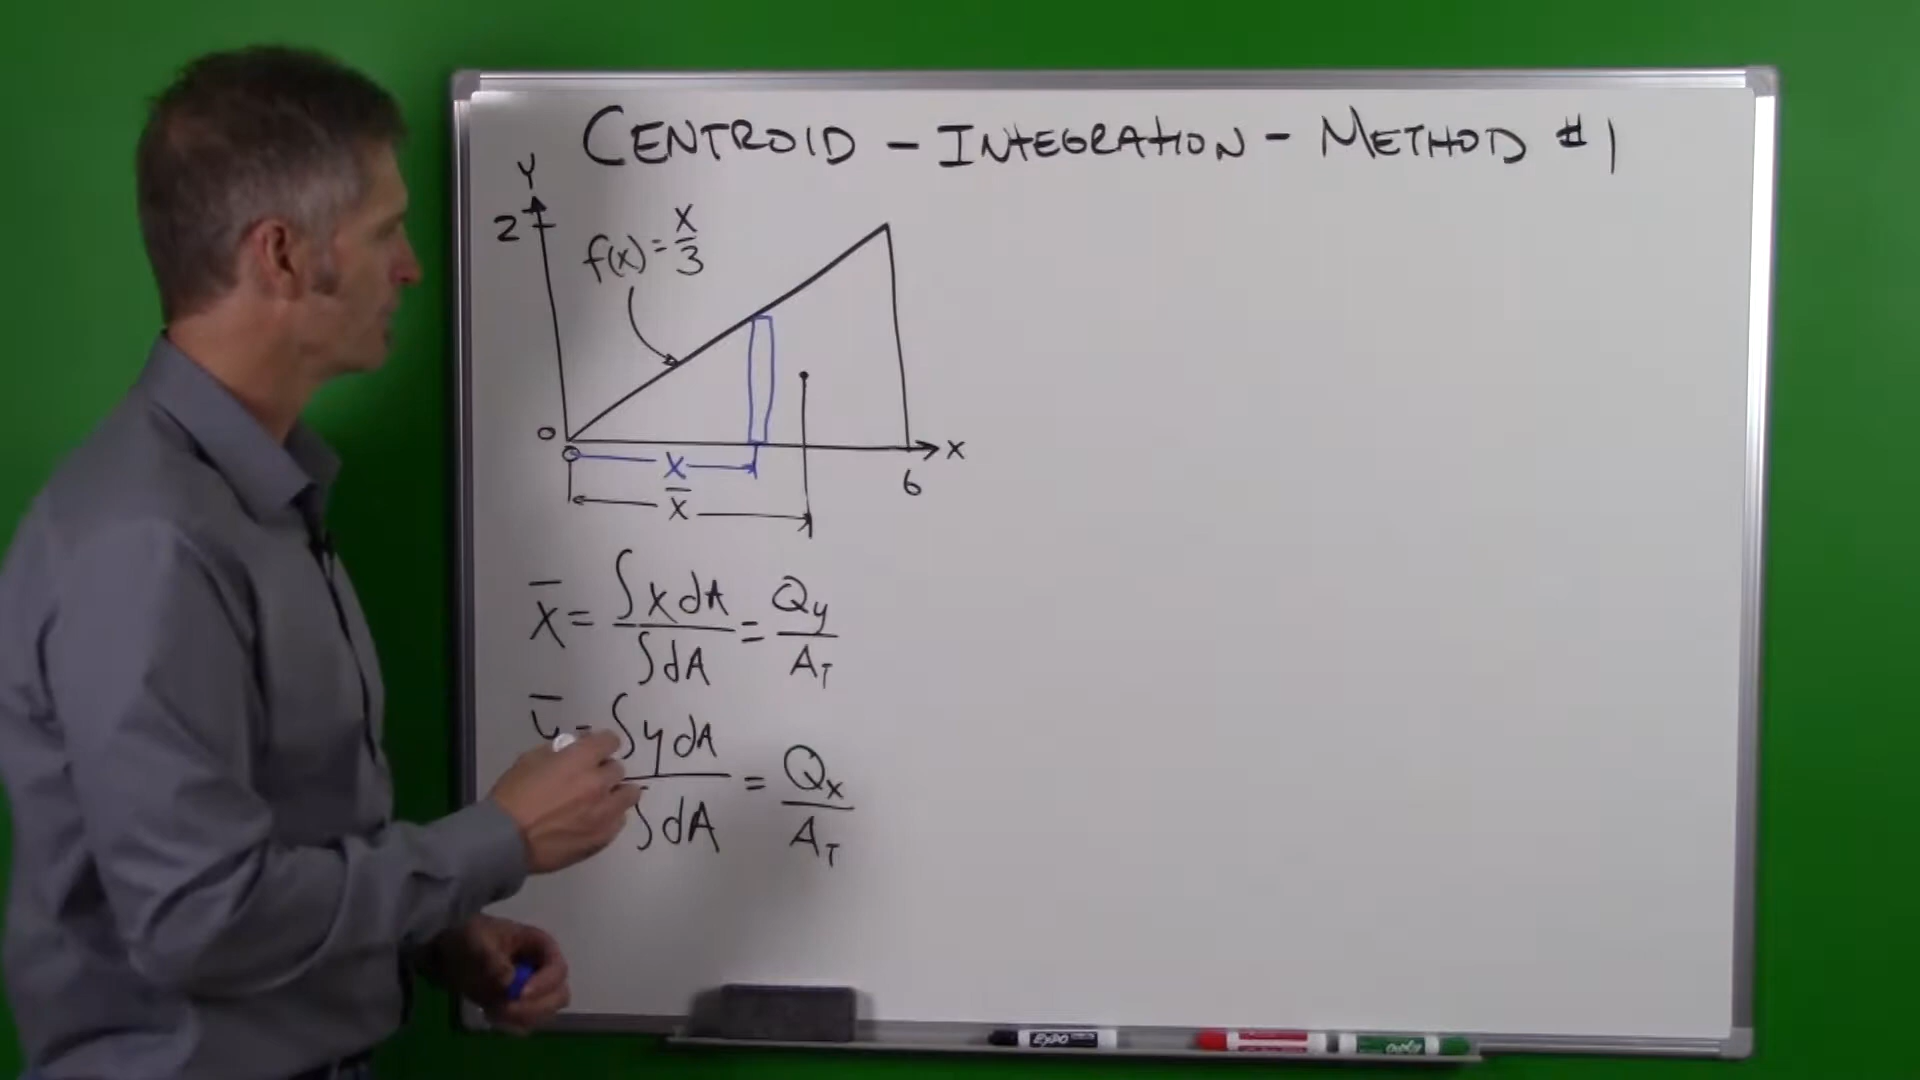 CENTROID - INTEGRATION - METHOD #1
Y
2
f(x) = x/3
0
X
x
6
x̄
x̄ = ∫x dA / ∫dA = Qy / AT
= ∫y dA / ∫dA = Qx / AT
EXPO